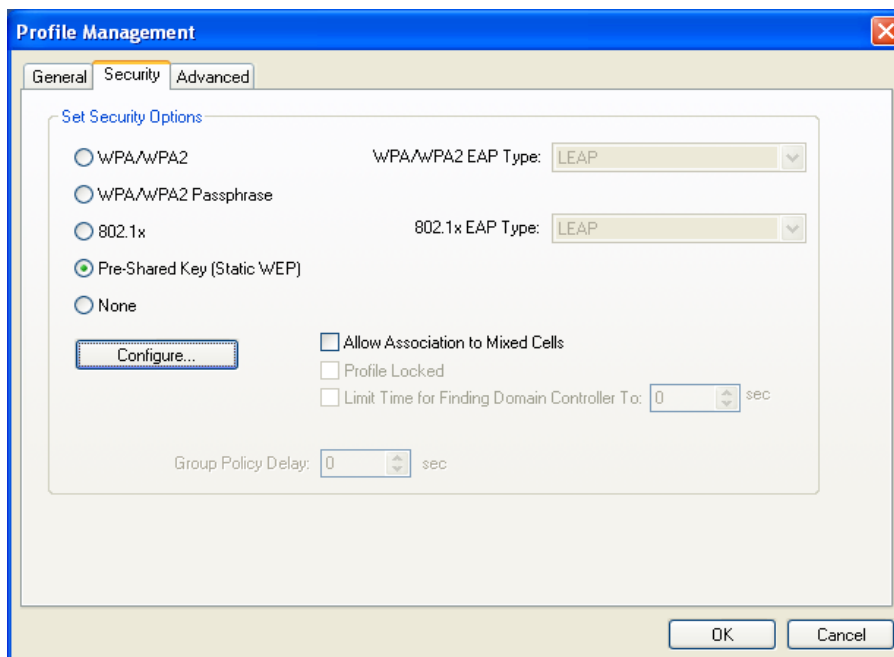 Profile Management
General Security Advanced
Set Security Options
WPA/WPA2 WPA/WPA2 EAP Type: LEAP
WPA/WPA2 Passphrase
802.1x 802.1x EAP Type: LEAP
Pre-Shared Key (Static WEP)
None
Configure... Allow Association to Mixed Cells
Profile Locked
Limit Time for Finding Domain Controller To: 0 sec
Group Policy Delay: 0 sec
OK Cancel